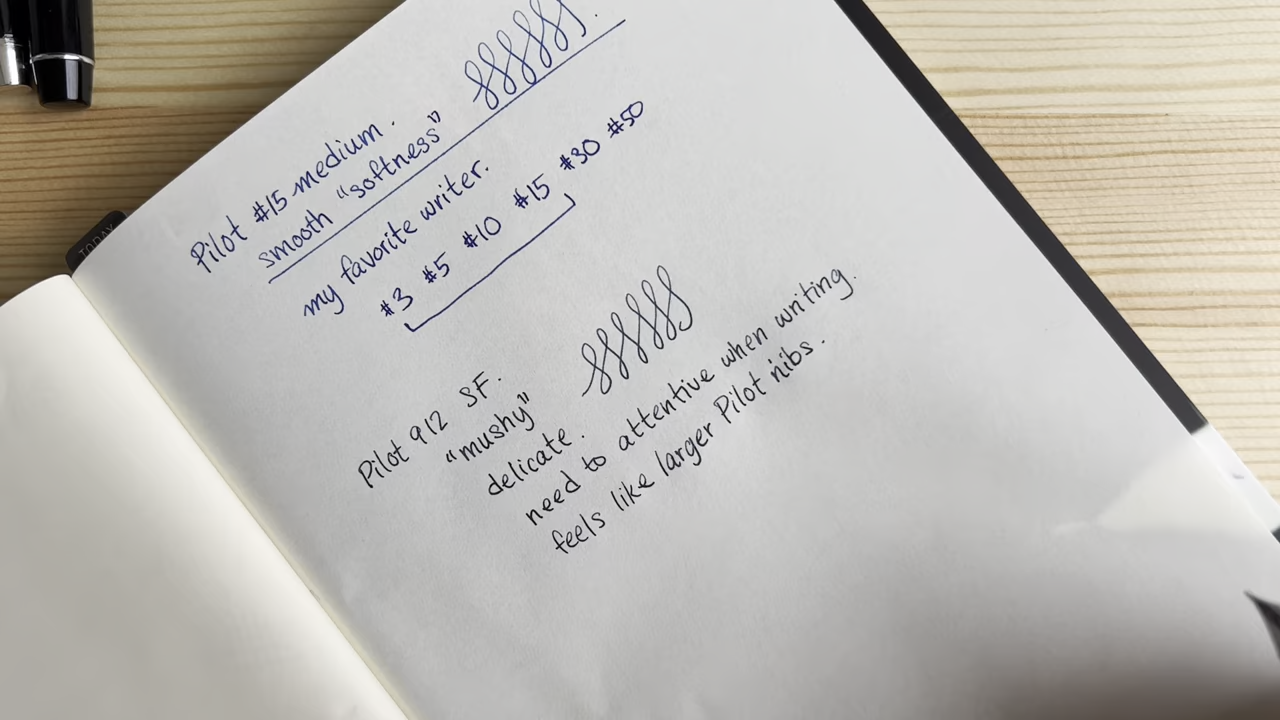 Pilot #15 medium.
smooth "softness"
my favorite writer.
#3 #5 #10 #15 #30 #50
Pilot 912 SF.
"mushy"
delicate.
need to attentive when writing.
feels like larger Pilot nibs.
TODAY